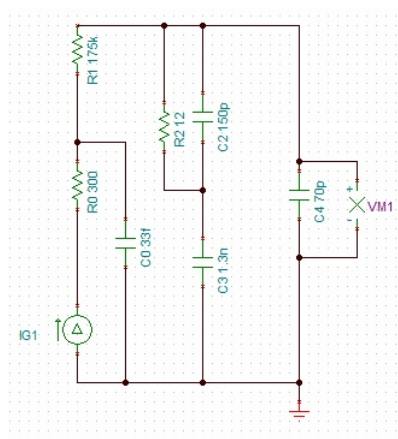 R1 175k
R2 12
C2 150p
R0 300
C0 33f
C3 1.3n
C4 70p
+
VM1
-
IG1